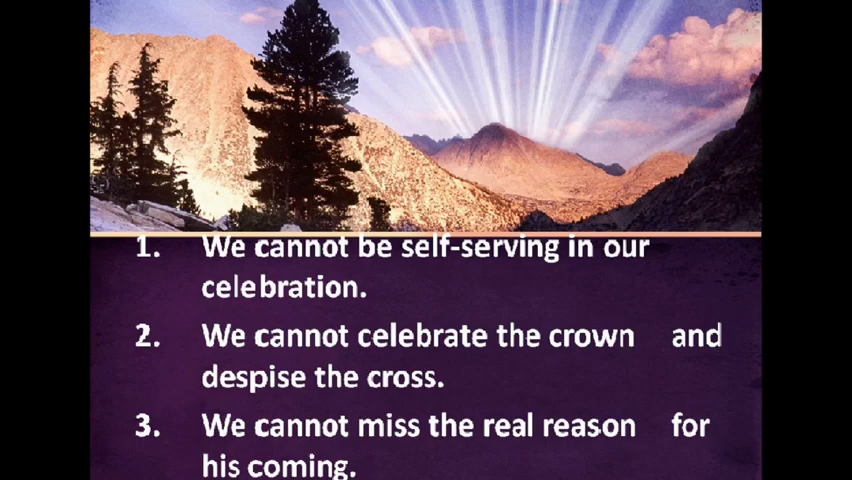 1. We cannot be self-serving in our
celebration.
2. We cannot celebrate the crown and
despise the cross.
3. We cannot miss the real reason for
his coming.